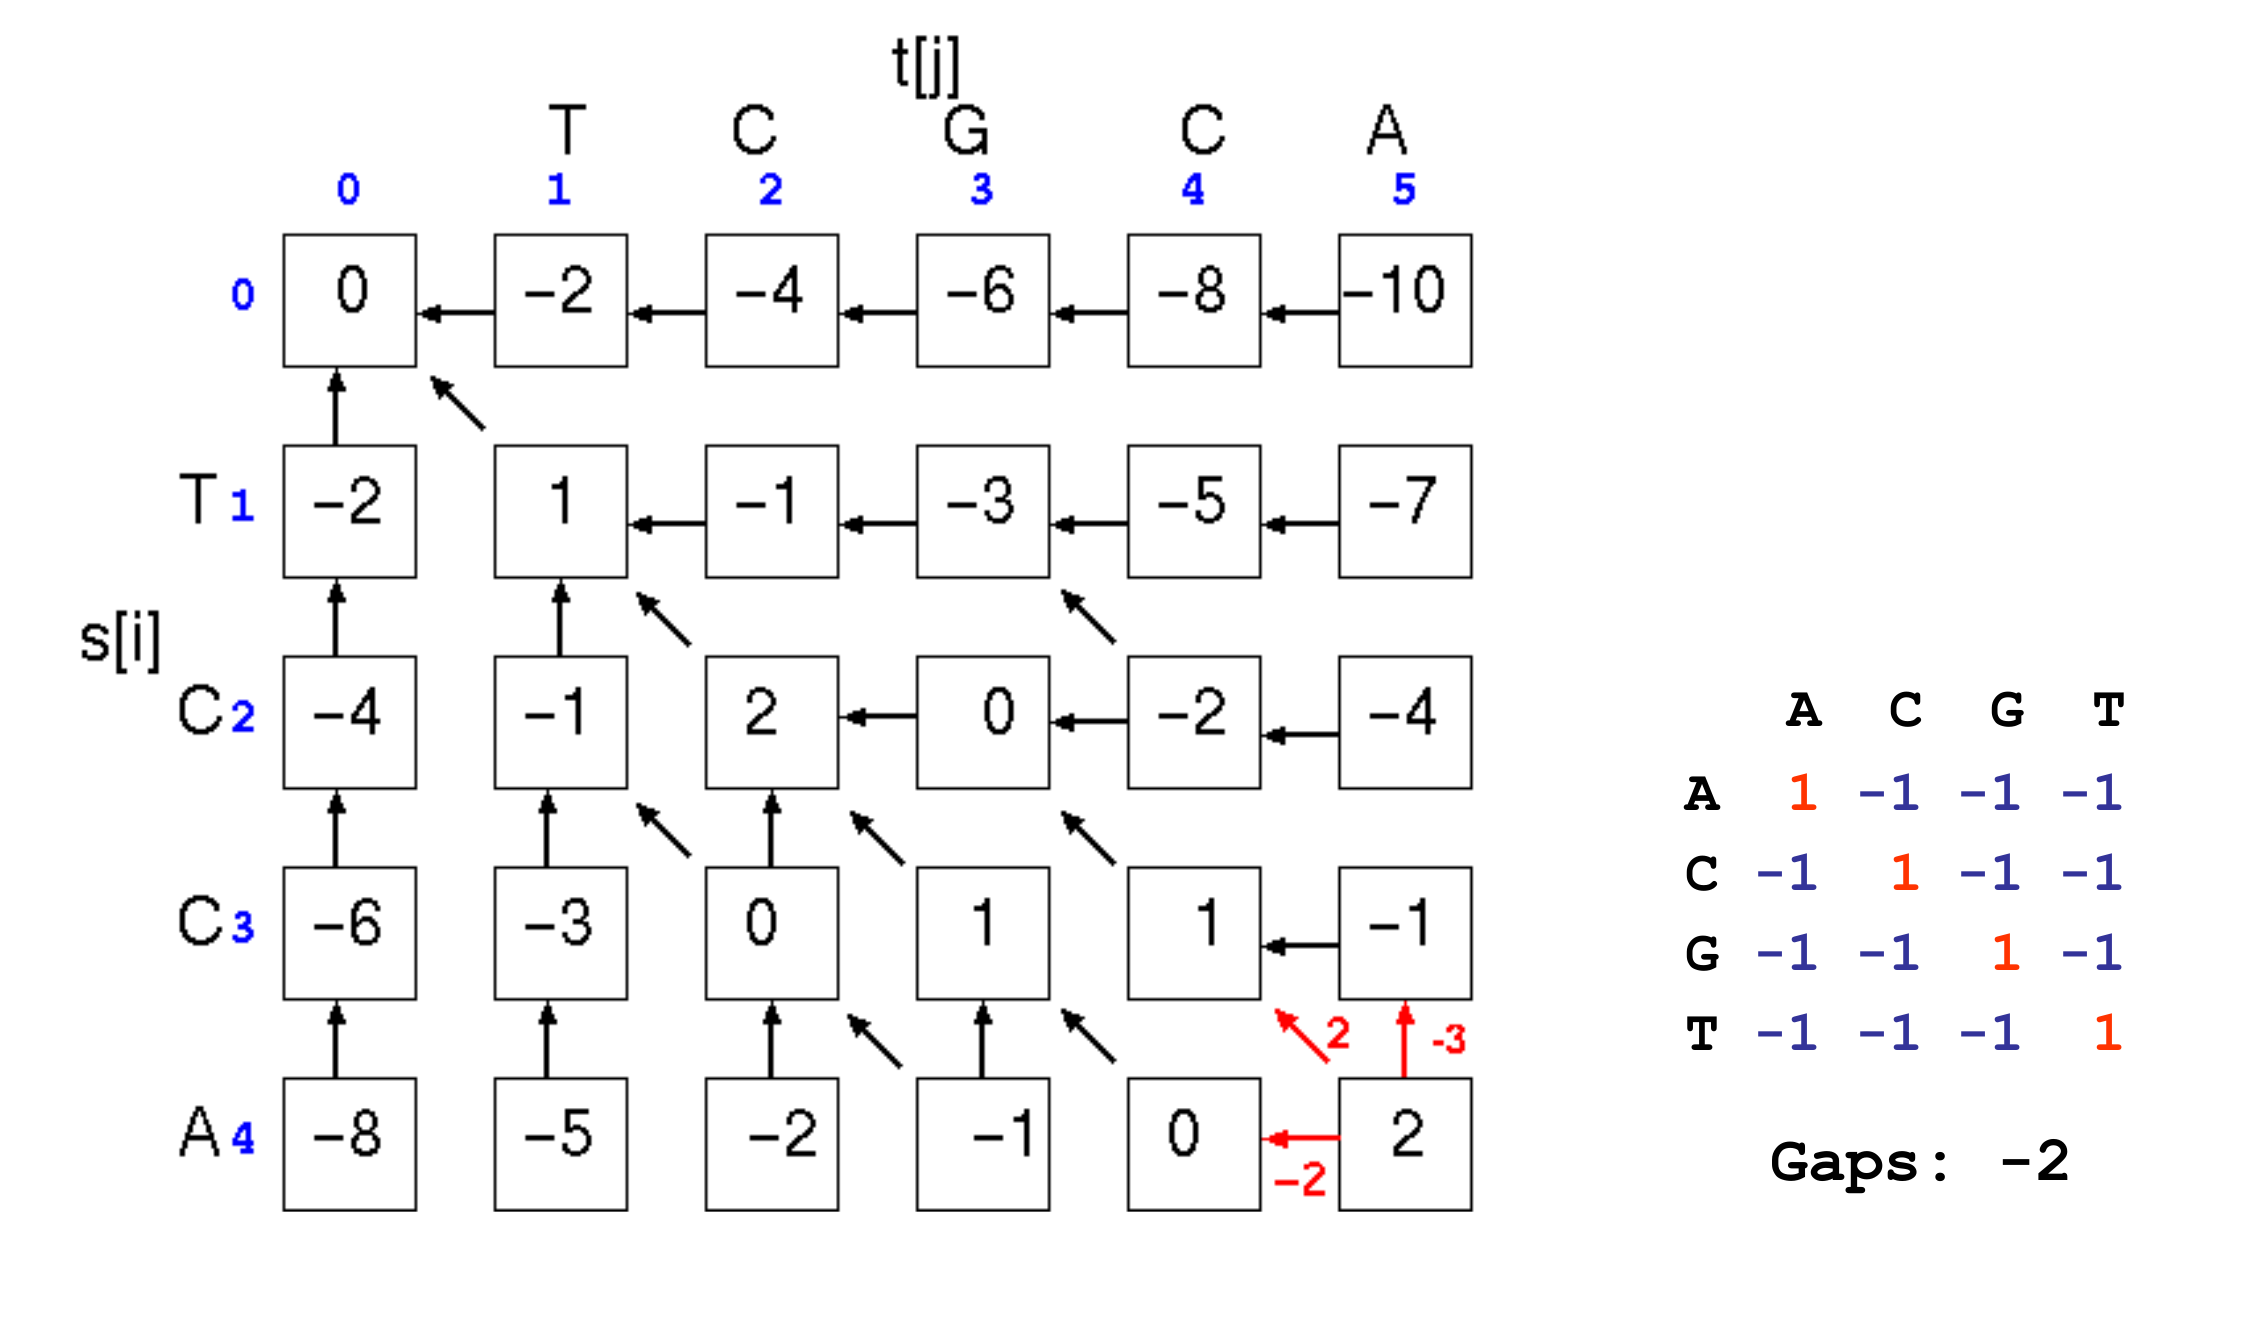 t[j]
T C G C A
0 1 2 3 4 5
0 0 −2 −4 −6 −8 −10
T 1 −2 1 −1 −3 −5 −7
s[i]
C 2 −4 −1 2 0 −2 −4
C 3 −6 −3 0 1 1 −1
2 -3
A 4 −8 −5 −2 −1 0 2
−2
A C G T
A 1 −1 −1 −1
C −1 1 −1 −1
G −1 −1 1 −1
T −1 −1 −1 1
Gaps: −2